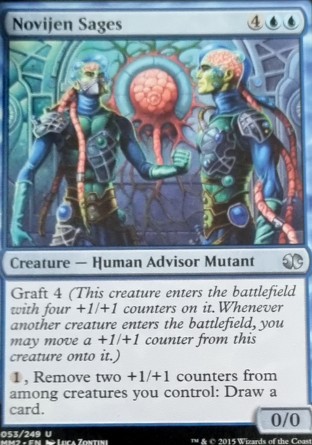 Novijen Sages 4
Creature — Human Advisor Mutant
Graft 4 (This creature enters the battlefield
with four +1/+1 counters on it. Whenever
another creature enters the battlefield, you
may move a +1/+1 counter from this
creature onto it.)
1, Remove two +1/+1 counters from
among creatures you control: Draw a
card.
0/0
053/249 U
MM2 • EN Luca Zontini
™ & © 2015 Wizards of the Coast